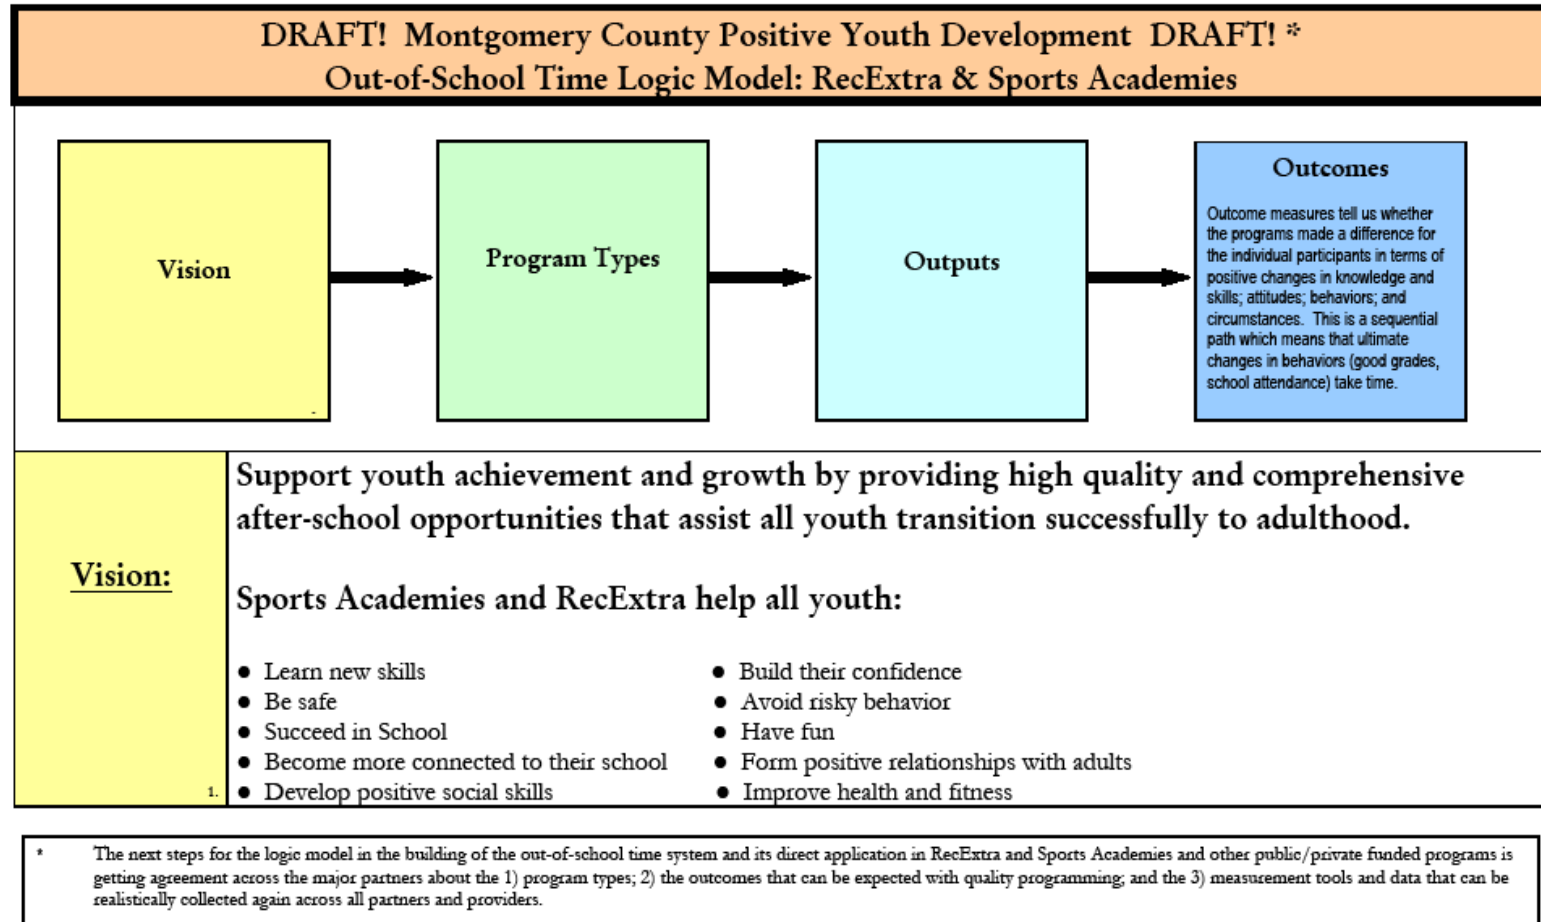 DRAFT!  Montgomery County Positive Youth Development  DRAFT! *
Out-of-School Time Logic Model: RecExtra & Sports Academies
Vision
Program Types
Outputs
Outcomes
Outcome measures tell us whether
the programs made a difference for
the individual participants in terms of
positive changes in knowledge and
skills; attitudes; behaviors; and
circumstances.  This is a sequential
path which means that ultimate
changes in behaviors (good grades,
school attendance) take time.
Vision:
1.
Support youth achievement and growth by providing high quality and comprehensive
after-school opportunities that assist all youth transition successfully to adulthood.
Sports Academies and RecExtra help all youth:
● Learn new skills
● Be safe
● Succeed in School
● Become more connected to their school
● Develop positive social skills
● Build their confidence
● Avoid risky behavior
● Have fun
● Form positive relationships with adults
● Improve health and fitness
* The next steps for the logic model in the building of the out-of-school time system and its direct application in RecExtra and Sports Academies and other public/private funded programs is
getting agreement across the major partners about the 1) program types; 2) the outcomes that can be expected with quality programming; and the 3) measurement tools and data that can be
realistically collected again across all partners and providers.